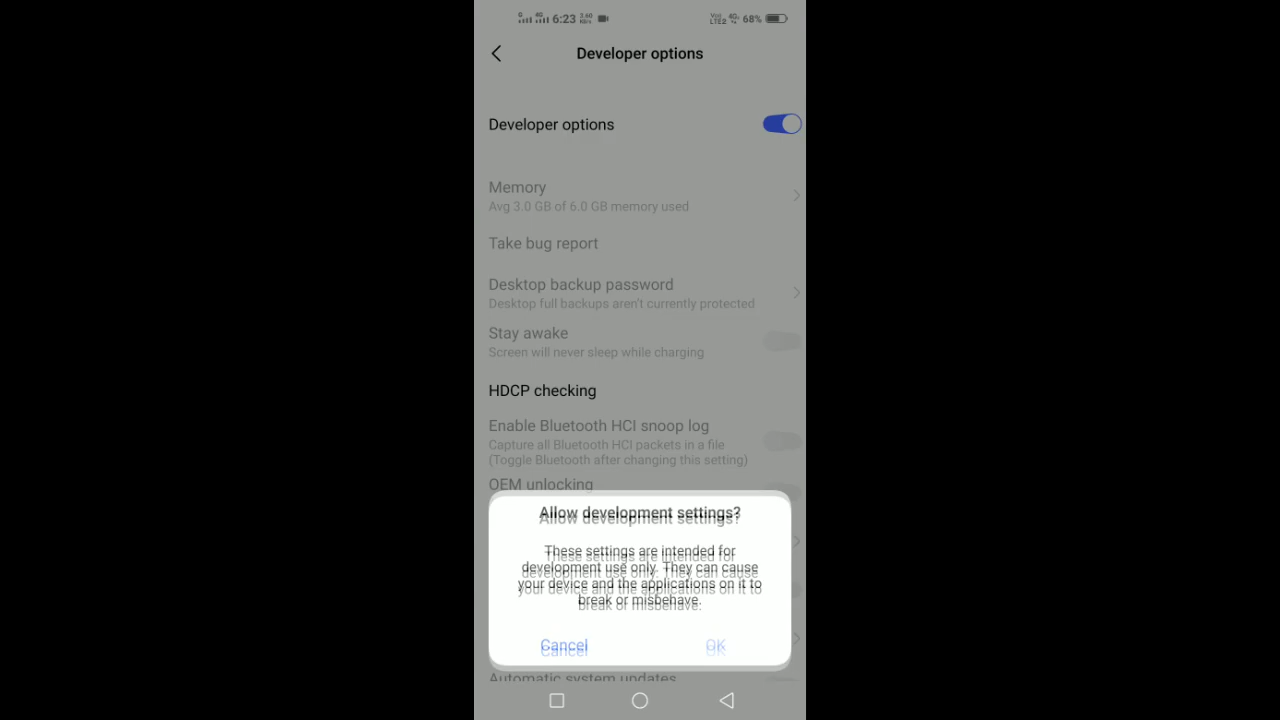 6:23 68%
Developer options
Developer options
Memory
Avg 3.0 GB of 6.0 GB memory used
Take bug report
Desktop backup password
Desktop full backups aren't currently protected
Stay awake
Screen will never sleep while charging
HDCP checking
Enable Bluetooth HCI snoop log
Capture all Bluetooth HCI packets in a file
(Toggle Bluetooth after changing this setting)
OEM unlocking
Allow development settings?
These settings are intended for
development use only. They can cause
your device and the applications on it to
break or misbehave.
Cancel OK
Automatic system updates